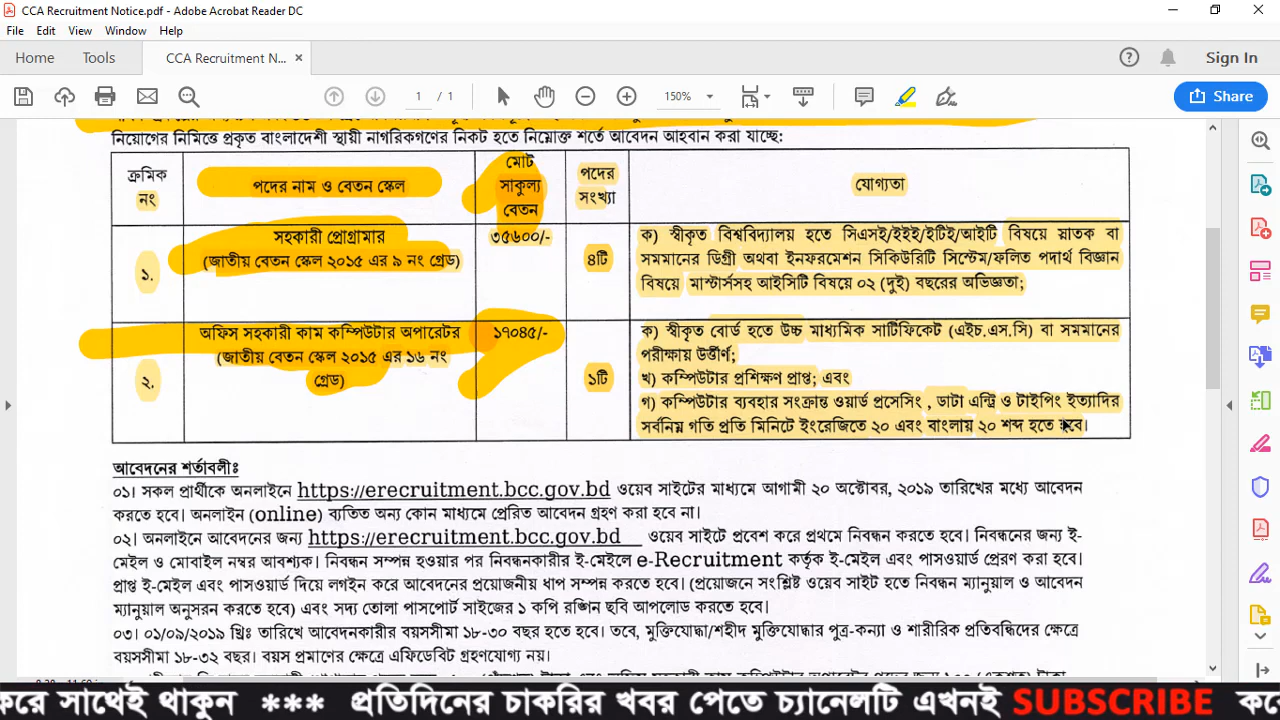 CCA Recruitment Notice.pdf - Adobe Acrobat Reader DC
File Edit View Window Help
Home Tools CCA Recruitment N... × Sign In
1 / 1 150% Share
নিয়োগের নিমিত্তে প্রকৃত বাংলাদেশী স্থায়ী নাগরিকগণের নিকট হতে নিম্নোক্ত শর্তে আবেদন আহবান করা যাচ্ছে:
ক্রমিক নং
পদের নাম ও বেতন স্কেল
মোট সাকুল্য বেতন
পদের সংখ্যা
যোগ্যতা
১.
সহকারী প্রোগ্রামার
(জাতীয় বেতন স্কেল ২০১৫ এর ৯ নং গ্রেড)
৩৫৬০০/-
৪টি
ক) স্বীকৃত বিশ্ববিদ্যালয় হতে সিএসই/ইইই/ইটিই/আইটি বিষয়ে স্নাতক বা
সমমানের ডিগ্রী অথবা ইনফরমেশন সিকিউরিটি সিস্টেম/ফলিত পদার্থ বিজ্ঞান
বিষয়ে মাস্টার্সসহ আইসিটি বিষয়ে ০২ (দুই) বছরের অভিজ্ঞতা;
২.
অফিস সহকারী কাম কম্পিউটার অপারেটর
(জাতীয় বেতন স্কেল ২০১৫ এর ১৬ নং
গ্রেড)
১৭০৪৫/-
১টি
ক) স্বীকৃত বোর্ড হতে উচ্চ মাধ্যমিক সার্টিফিকেট (এইচ.এস.সি) বা সমমানের
পরীক্ষায় উর্ত্তীর্ণ;
খ) কম্পিউটার প্রশিক্ষণ প্রাপ্ত; এবং
গ) কম্পিউটার ব্যবহার সংক্রান্ত ওয়ার্ড প্রসেসিং , ডাটা এন্ট্রি ও টাইপিং ইত্যাদির
সর্বনিম্ন গতি প্রতি মিনিটে ইংরেজিতে ২০ এবং বাংলায় ২০ শব্দ হতে হবে।
আবেদনের শর্তাবলীঃ
০১। সকল প্রার্থীকে অনলাইনে https://erecruitment.bcc.gov.bd ওয়েব সাইটের মাধ্যমে আগামী ২০ অক্টোবর, ২০১৯ তারিখের মধ্যে আবেদন
করতে হবে। অনলাইন (online) ব্যতিত অন্য কোন মাধ্যমে প্রেরিত আবেদন গ্রহণ করা হবে না।
০২। অনলাইনে আবেদনের জন্য https://erecruitment.bcc.gov.bd ওয়েব সাইটে প্রবেশ করে প্রথমে নিবন্ধন করতে হবে। নিবন্ধনের জন্য ই-
মেইল ও মোবাইল নম্বর আবশ্যক। নিবন্ধন সম্পন্ন হওয়ার পর নিবন্ধনকারীর ই-মেইলে e-Recruitment কর্তৃক ই-মেইল এবং পাসওয়ার্ড প্রেরণ করা হবে।
প্রাপ্ত ই-মেইল এবং পাসওয়ার্ড দিয়ে লগইন করে আবেদনের প্রয়োজনীয় ধাপ সম্পন্ন করতে হবে। (প্রয়োজনে সংশ্লিষ্ট ওয়েব সাইট হতে নিবন্ধন ম্যানুয়াল ও আবেদন
ম্যানুয়াল অনুসরন করতে হবে) এবং সদ্য তোলা পাসপোর্ট সাইজের ১ কপি রঙ্গিন ছবি আপলোড করতে হবে।
০৩। ০১/০৯/২০১৯ খ্রিঃ তারিখে আবেদনকারীর বয়সসীমা ১৮-৩০ বছর হতে হবে। তবে, মুক্তিযোদ্ধা/শহীদ মুক্তিযোদ্ধার পুত্র-কন্যা ও শারীরিক প্রতিবন্ধিদের ক্ষেত্রে
বয়সসীমা ১৮-৩২ বছর। বয়স প্রমাণের ক্ষেত্রে এফিডেবিট গ্রহণযোগ্য নয়।
করে সাথেই থাকুন *** প্রতিদিনের চাকরির খবর পেতে চ্যানেলটি এখনই SUBSCRIBE করে